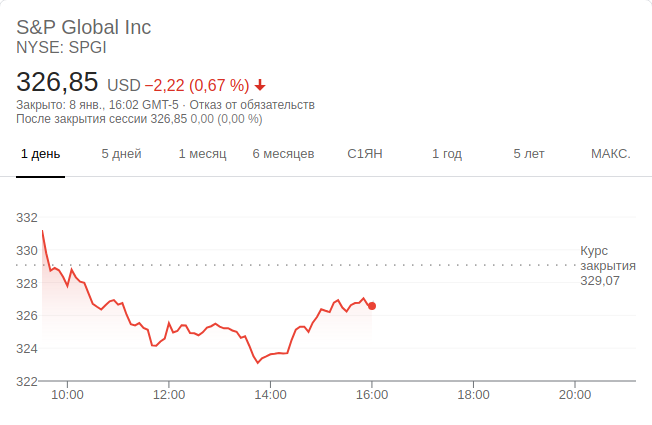 S&P Global Inc
NYSE: SPGI
326,85 USD −2,22 (0,67 %)
Закрыто: 8 янв., 16:02 GMT-5 · Отказ от обязательств
После закрытия сессии 326,85 0,00 (0,00 %)
1 день 5 дней 1 месяц 6 месяцев С1ЯН 1 год 5 лет МАКС.
332
330
328
326
324
322
Курс
закрытия
329,07
10:00 12:00 14:00 16:00 18:00 20:00